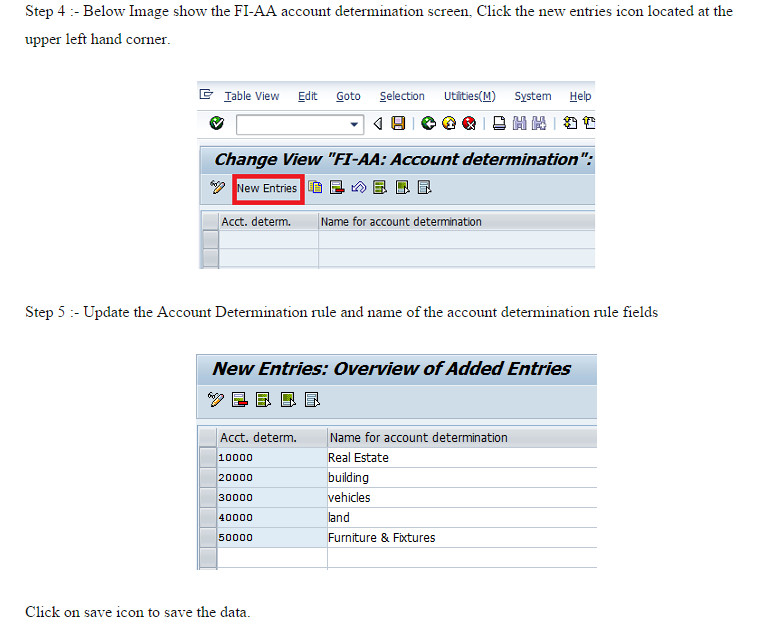 Step 4 :- Below Image show the FI-AA account determination screen, Click the new entries icon located at the
upper left hand corner.
Table View Edit Goto Selection Utilities(M) System Help
Change View "FI-AA: Account determination":
New Entries
Acct. determ. Name for account determination
Step 5 :- Update the Account Determination rule and name of the account determination rule fields
New Entries: Overview of Added Entries
Acct. determ. Name for account determination
10000 Real Estate
20000 building
30000 vehicles
40000 land
50000 Furniture & Fixtures
Click on save icon to save the data.